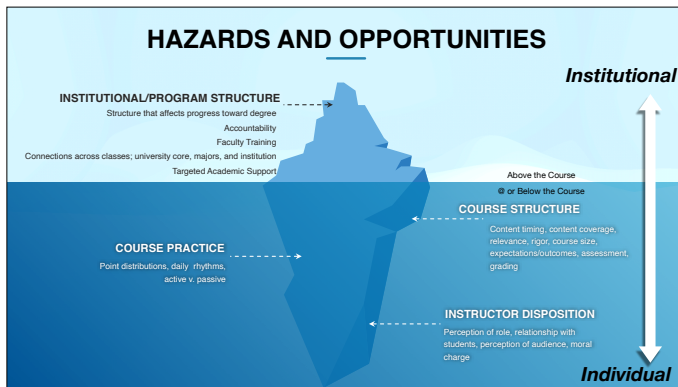 HAZARDS AND OPPORTUNITIES
Institutional
INSTITUTIONAL/PROGRAM STRUCTURE
Structure that affects progress toward degree
Accountability
Faculty Training
Connections across classes; university core, majors, and institution
Targeted Academic Support
Above the Course
@ or Below the Course
COURSE STRUCTURE
Content timing, content coverage,
relevance, rigor, course size,
expectations/outcomes, assessment,
grading
COURSE PRACTICE
Point distributions, daily rhythms,
active v. passive
INSTRUCTOR DISPOSITION
Perception of role, relationship with
students, perception of audience, moral
charge
Individual